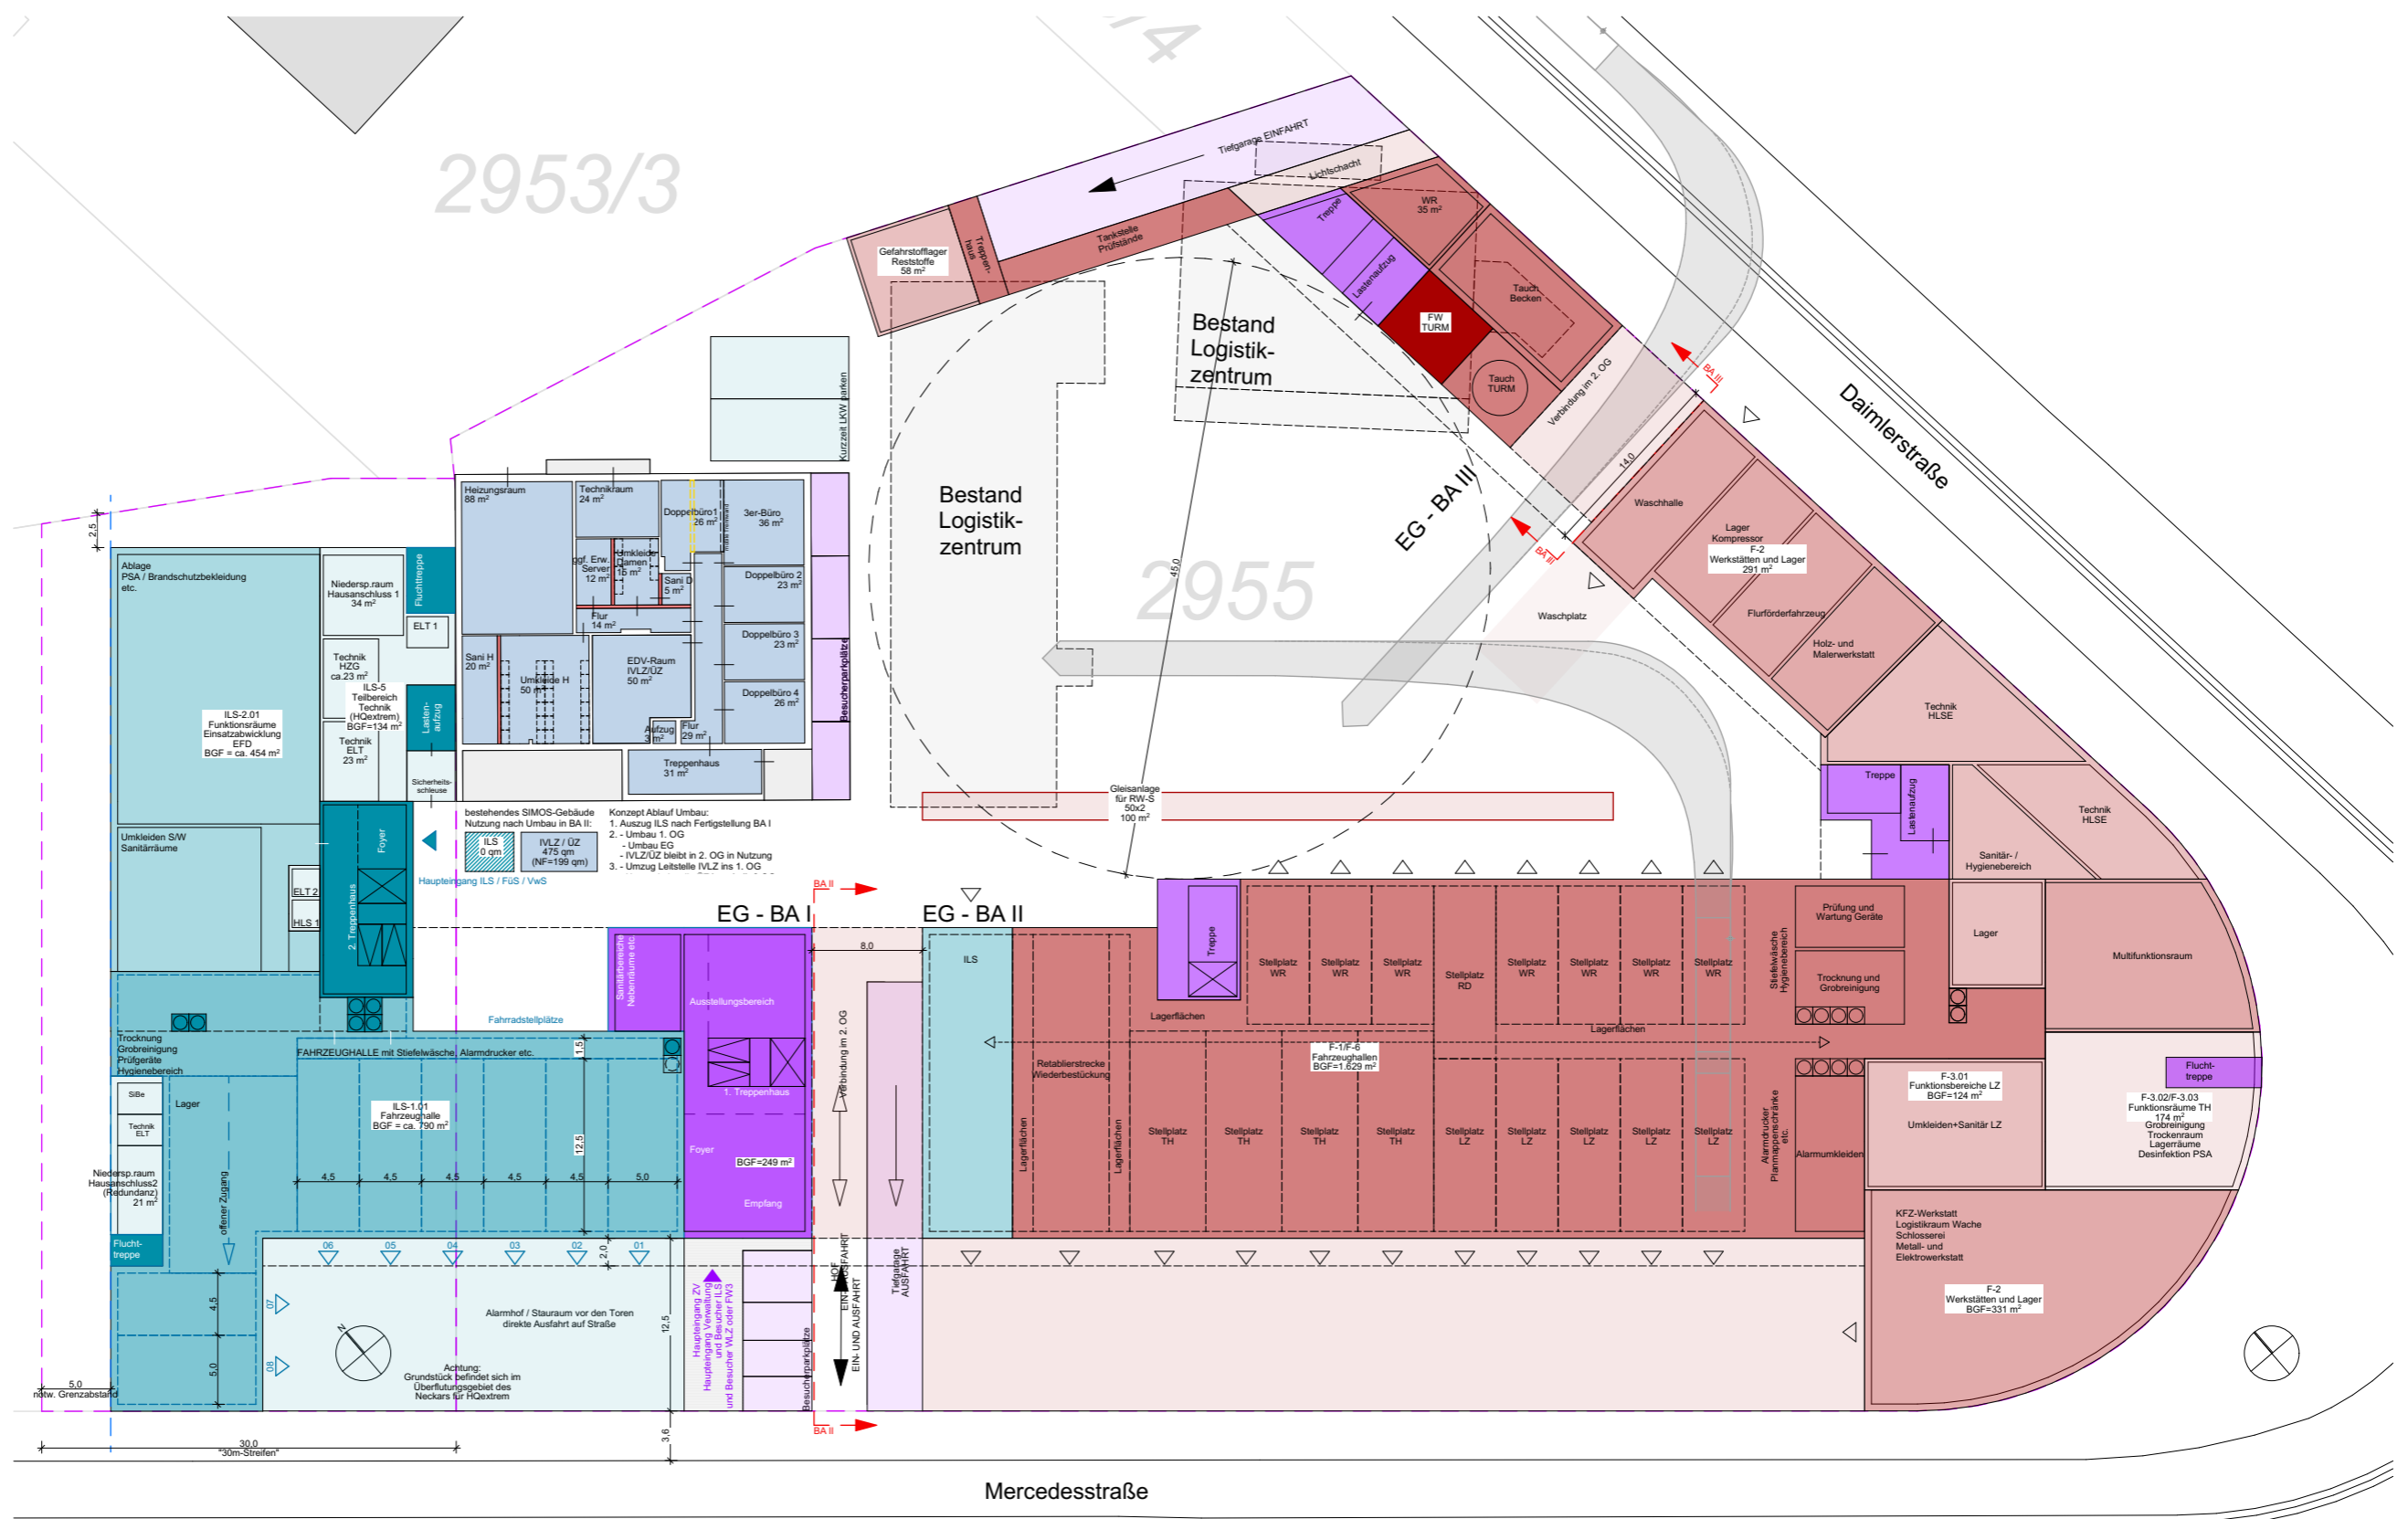 2953/3
/4
Tiefgarage EINFAHRT
Lichtschacht
Gefahrstofflager
Reststoffe
58 m²
Treppen-
haus
Tankstelle
Prüfstände
Treppe
Lastenaufzug
WR
35 m²
Tauch
Becken
FW
TURM
Tauch
TURM
Verbindung im 2. OG
BA III
BA III
14,0
Daimlerstraße
EG - BA III
Bestand
Logistik-
zentrum
Bestand
Logistik-
zentrum
45,0
2955
Kurzzeit LKW parken
Besucherparkplätze
Waschhalle
Lager
Kompressor
F-2
Werkstätten und Lager
291 m²
Flurförderfahrzeug
Holz- und
Malerwerkstatt
Waschplatz
Technik
HLSE
Technik
HLSE
Treppe
Lastenaufzug
Sanitär- /
Hygienebereich
Gleisanlage
für RW-S
50x2
100 m²
2,5
Ablage
PSA / Brandschutzbekleidung
etc.
Niedersp.raum
Hausanschluss 1
34 m²
Fluchttreppe
ELT 1
Technik
HZG
ca.23 m²
ILS-5
Teilbereich
Technik
(HQextrem)
BGF=134 m²
Technik
ELT
23 m²
Lasten-
aufzug
Sicherheits-
schleuse
ILS-2.01
Funktionsräume
Einsatzabwicklung
EFD
BGF = ca. 454 m²
Umkleiden S/W
Sanitärräume
ELT 2
HLS 1
Foyer
2. Treppenhaus
Haupteingang ILS / FüS / VwS
Heizungsraum
88 m²
Technikraum
24 m²
Doppelbüro1
26 m²
3er-Büro
36 m²
ggf. Erw.
Server
12 m²
Umkleide
Damen
15 m²
Sani D
5 m²
Doppelbüro 2
23 m²
Flur
14 m²
Doppelbüro 3
23 m²
Sani H
20 m²
Umkleide H
50 m²
EDV-Raum
IVLZ/ÜZ
50 m²
Doppelbüro 4
26 m²
Aufzug
3 m²
Flur
29 m²
Treppenhaus
31 m²
bestehendes SIMOS-Gebäude
Nutzung nach Umbau in BA II:
ILS
0 qm
IVLZ / ÜZ
475 qm
(NF=199 qm)
Konzept Ablauf Umbau:
1. Auszug ILS nach Fertigstellung BA I
2. - Umbau 1. OG
- Umbau EG
- IVLZ/ÜZ bleibt in 2. OG in Nutzung
3. - Umzug Leitstelle IVLZ ins 1. OG
BA II
EG - BA I
EG - BA II
8,0
Sanitärbereiche
Nebenräume etc.
Ausstellungsbereich
1. Treppenhaus
Foyer
BGF=249 m²
Empfang
Verbindung im 2. OG
Fahrradstellplätze
Trocknung
Grobreinigung
Prüfgeräte
Hygienebereich
FAHRZEUGHALLE mit Stiefelwäsche, Alarmdrucker etc.
1,5
12,5
SiBe
Technik
ELT
Lager
Niedersp.raum
Hausanschluss2
(Redundanz)
21 m²
offener Zugang
ILS-1.01
Fahrzeughalle
BGF = ca. 790 m²
4,5
4,5
4,5
4,5
4,5
5,0
Flucht-
treppe
06
05
04
03
02
01
2,0
07
08
4,5
5,0
N
Alarmhof / Stauraum vor den Toren
direkte Ausfahrt auf Straße
Achtung:
Grundstück befindet sich im
Überflutungsgebiet des
Neckars für HQextrem
12,5
3,6
5,0
notw. Grenzabstand
30,0
"30m-Streifen"
Haupteingang ZV
Haupteingang Verwaltung
und Besucher ILS
und Besucher WLZ oder FW3
Besucherparkplätze
HOF
EIN- UND AUSFAHRT
Tiefgarage
AUSFAHRT
BA II
ILS
Retablierstrecke
Wiederbestückung
Lagerflächen
Lagerflächen
Lagerflächen
Lagerflächen
Treppe
Stellplatz
WR
Stellplatz
WR
Stellplatz
WR
Stellplatz
RD
Stellplatz
WR
Stellplatz
WR
Stellplatz
WR
Stellplatz
WR
F-1/F-6
Fahrzeughallen
BGF=1.629 m²
Stellplatz
TH
Stellplatz
TH
Stellplatz
TH
Stellplatz
TH
Stellplatz
LZ
Stellplatz
LZ
Stellplatz
LZ
Stellplatz
LZ
Stellplatz
LZ
Stiefelwäsche
Hygienebereich
Prüfung und
Wartung Geräte
Trocknung und
Grobreinigung
Alarmdrucker
Planmappenschränke
etc.
Alarmumkleiden
Lager
Multifunktionsraum
F-3.01
Funktionsbereiche LZ
BGF=124 m²
Umkleiden+Sanitär LZ
Flucht-
treppe
F-3.02/F-3.03
Funktionsräume TH
174 m²
Grobreinigung
Trockenraum
Lagerräume
Desinfektion PSA
KFZ-Werkstatt
Logistikraum Wache
Schlosserei
Metall- und
Elektrowerkstatt
F-2
Werkstätten und Lager
BGF=331 m²
Mercedesstraße